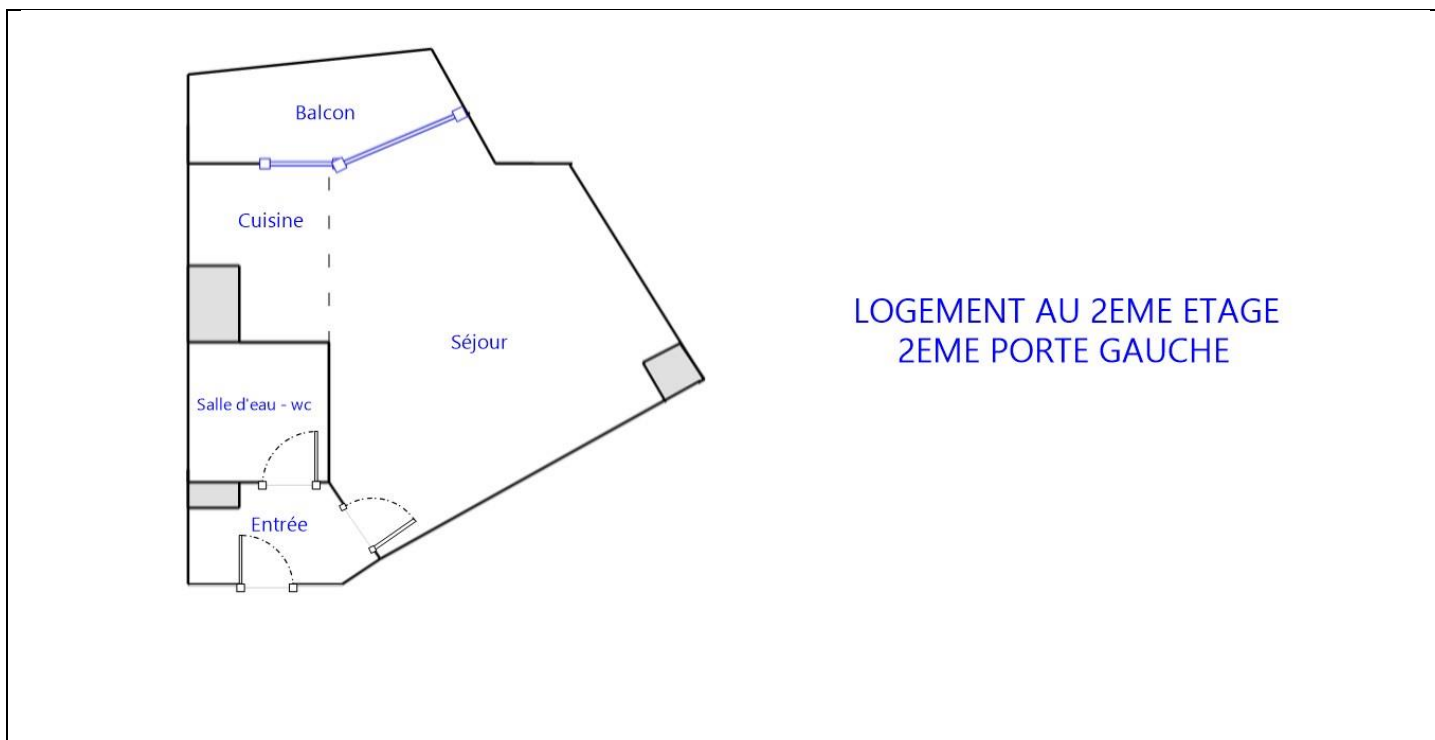 Balcon
Cuisine
Séjour
LOGEMENT AU 2EME ETAGE
2EME PORTE GAUCHE
Salle d'eau - wc
Entrée